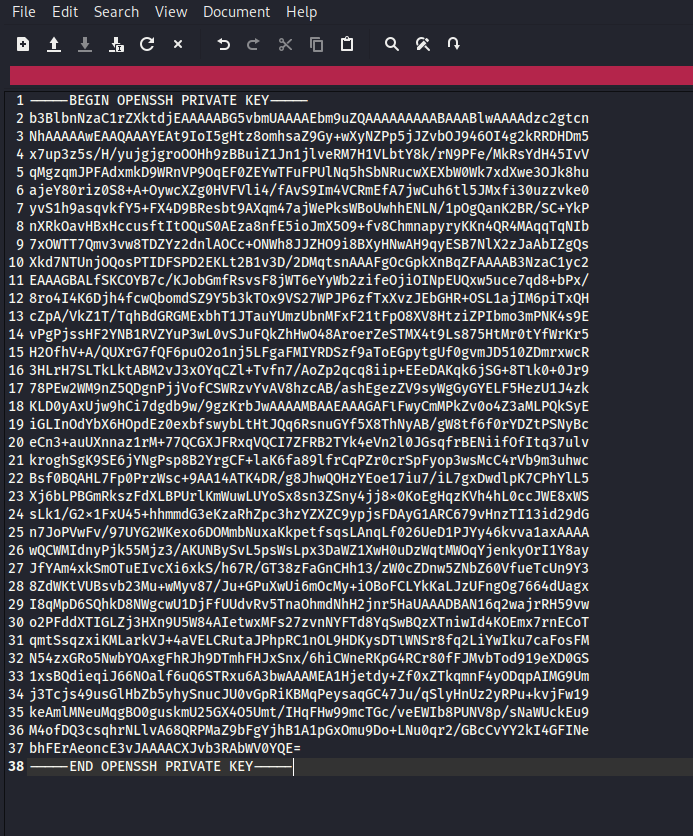 File Edit Search View Document Help
1 -----BEGIN OPENSSH PRIVATE KEY-----
2 b3BlbnNzaC1rZXktdjEAAAAABG5vbmUAAAAEbm9uZQAAAAAAAAABAAABlwAAAAdzc2gtcn
3 NhAAAAAwEAAQAAAYEAt9IoI5gHtz8omhsaZ9Gy+wXyNZPp5jJZvbOJ946OI4g2kRRDHDm5
4 x7up3z5s/H/yujgjgroOOHh9zBBuiZ1Jn1jlveRM7H1VLbtY8k/rN9PFe/MkRsYdH45IvV
5 qMgzqmJPFAdxmkD9WRnVP9OqEF0ZEYwTFuFPUlNq5hSbNRucwXEXbW0Wk7xdXwe3OJk8hu
6 ajeY80riz0S8+A+OywcXZg0HVFVli4/fAvS9Im4VCRmEfA7jwCuh6tl5JMxfi30uzzvke0
7 yvS1h9asqvkfY5+FX4D9BResbt9AXqm47ajWePksWBoUwhhENLN/1pOgQanK2BR/SC+YkP
8 nXRkOavHBxHccusftItOQuS0AEza8nfE5ioJmX5O9+fv8ChmnapyryKKn4QR4MAqqTqNIb
9 7xOWTT7Qmv3vw8TDZYz2dnlAOCc+ONWh8JJZHO9i8BXyHNwAH9qyESB7NlX2zJaAbIZgQs
10 Xkd7NTUnjOQosPTIDFSPD2EKLt2B1v3D/2DMqtsnAAAFgOcGpkXnBqZFAAAAB3NzaC1yc2
11 EAAAGBALfSKCOYB7c/KJobGmfRsvsF8jWT6eYyWb2zifeOjiOINpEUQxw5uce7qd8+bPx/
12 8ro4I4K6Djh4fcwQbomdSZ9Y5b3kTOx9VS27WPJP6zfTxXvzJEbGHR+OSL1ajIM6piTxQH
13 cZpA/VkZ1T/TqhBdGRGMExbhT1JTauYUmzUbnMFxF21tFpO8XV8HtziZPIbmo3mPNK4s9E
14 vPgPjssHF2YNB1RVZYuP3wL0vSJuFQkZhHwO48AroerZeSTMX4t9Ls875HtMr0tYfWrKr5
15 H2OfhV+A/QUXrG7fQF6puO2o1nj5LFgaFMIYRDSzf9aToEGpytgUf0gvmJD510ZDmrxwcR
16 3HLrH7SLTkLktABM2vJ3xOYqCZl+Tvfn7/AoZp2qcq8iip+EEeDAKqk6jSG+8Tlk0+0Jr9
17 78PEw2WM9nZ5QDgnPjjVofCSWRzvYvAV8hzcAB/ashEgezZV9syWgGyGYELF5HezU1J4zk
18 KLD0yAxUjw9hCi7dgdb9w/9gzKrbJwAAAAMBAAEAAAGAFlFwyCmMPkZv0o4Z3aMLPQkSyE
19 iGLInOdYbX6HOpdEz0exbfswybLtHtJQq6RsnuGYf5X8ThNyAB/gW8tf6f0rYDZtPSNyBc
20 eCn3+auUXnnaz1rM+77QCGXJFRxqVQCI7ZFRB2TYk4eVn2l0JGsqfrBENiifOfItq37ulv
21 kroghSgK9SE6jYNgPsp8B2YrgCF+laK6fa89lfrCqPZr0crSpFyop3wsMcC4rVb9m3uhwc
22 Bsf0BQAHL7Fp0PrzWsc+9AA14ATK4DR/g8JhwQOHzYEoe17iu7/iL7gxDwdlpK7CPhYlL5
23 Xj6bLPBGmRkszFdXLBPUrlKmWuwLUYoSx8sn3ZSny4jj8x0KoEgHqzKVh4hL0ccJWE8xWS
24 sLk1/G2x1FxU45+hhmmdG3eKzaRhZpc3hzYZXZC9ypjsFDAyG1ARC679vHnzTI13id29dG
25 n7JoPVwFv/97UYG2WKexo6DOMmbNuxaKkpetfsqsLAnqLf026UeD1PJYy46kvva1axAAAA
26 wQCWMIdnyPjk55Mjz3/AKUNBySvL5psWsLpx3DaWZ1XwH0uDzWqtMWOqYjenkyOrI1Y8ay
27 JfYAm4xkSmOTuEIvcXi6xkS/h67R/GT38zFaGnCHh13/zW0cZDnw5ZNbZ60VfueTcUn9Y3
28 8ZdWKtVUBsvb23Mu+wMyv87/Ju+GPuXwUi6mOcMy+iOBoFCLYkKaLJzUFngOg7664dUagx
29 I8qMpD6SQhkD8NWgcwU1DjFfUUdvRv5TnaOhmdNhH2jnr5HaUAAADBAN16q2wajrRH59vw
30 o2PFddXTIGLZj3HXn9U5W84AIetwxMFs27zvnNYFTd8YqSwBQzXTniwId4KOEmx7rnECoT
31 qmtSsqzxiKMLarkVJ+4aVELCRutaJPhpRC1nOL9HDKysDTlWNSr8fq2LiYwIku7caFosFM
32 N54zxGRo5NwbYOAxgFhRJh9DTmhFHJxSnx/6hiCWneRKpG4RCr80fFJMvbTod919eXD0GS
33 1xsBQdieqiJ66NOalf6uQ6STRxu6A3bwAAAMEA1Hjetdy+Zf0xZTkqmnF4yODqpAIMG9Um
34 j3Tcjs49usGlHbZb5yhySnucJU0vGpRiKBMqPeysaqGC47Ju/qSlyHnUz2yRPu+kvjFw19
35 keAmlMNeuMqgBO0guskmU25GX4O5Umt/IHqFHw99mcTGc/veEWIb8PUNV8p/sNaWUckEu9
36 M4ofDQ3csqhrNLlvA68QRPMaZ9bFgYjhB1A1pGxOmu9Do+LNu0qr2/GBcCvYY2kI4GFINe
37 bhFErAeoncE3vJAAAACXJvb3RAbWV0YQE=
38 -----END OPENSSH PRIVATE KEY-----